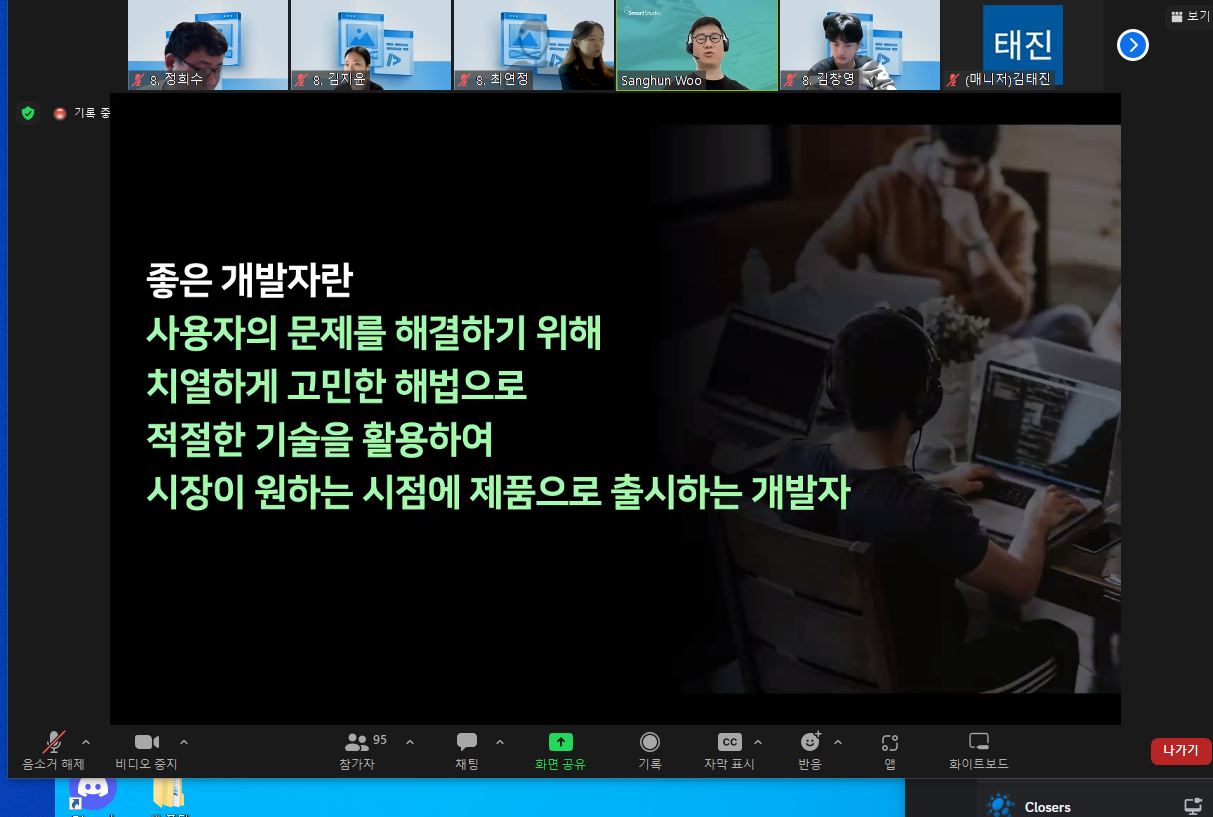 보기
8. 정희수
8. 김지윤
8. 최연정
SmartStudio
Sanghun Woo
8. 김창영
태진
(매니저)김태진
기록 중
좋은 개발자란
사용자의 문제를 해결하기 위해
치열하게 고민한 해법으로
적절한 기술을 활용하여
시장이 원하는 시점에 제품으로 출시하는 개발자
음소거 해제
비디오 중지
95
참가자
채팅
화면 공유
기록
CC
자막 표시
반응
앱
화이트보드
나가기
Closers